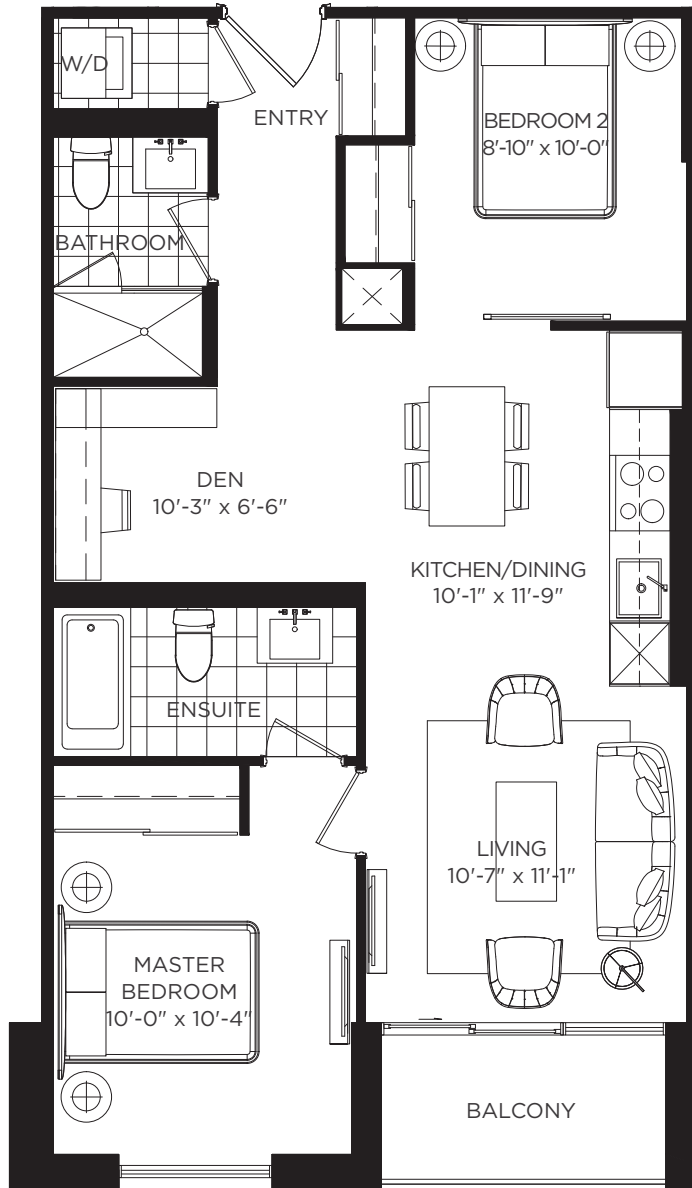 W/D
ENTRY
BEDROOM 2
8'-10" x 10'-0"
BATHROOM
DEN
10'-3" x 6'-6"
KITCHEN/DINING
10'-1" x 11'-9"
ENSUITE
LIVING
10'-7" x 11'-1"
MASTER
BEDROOM
10'-0" x 10'-4"
BALCONY